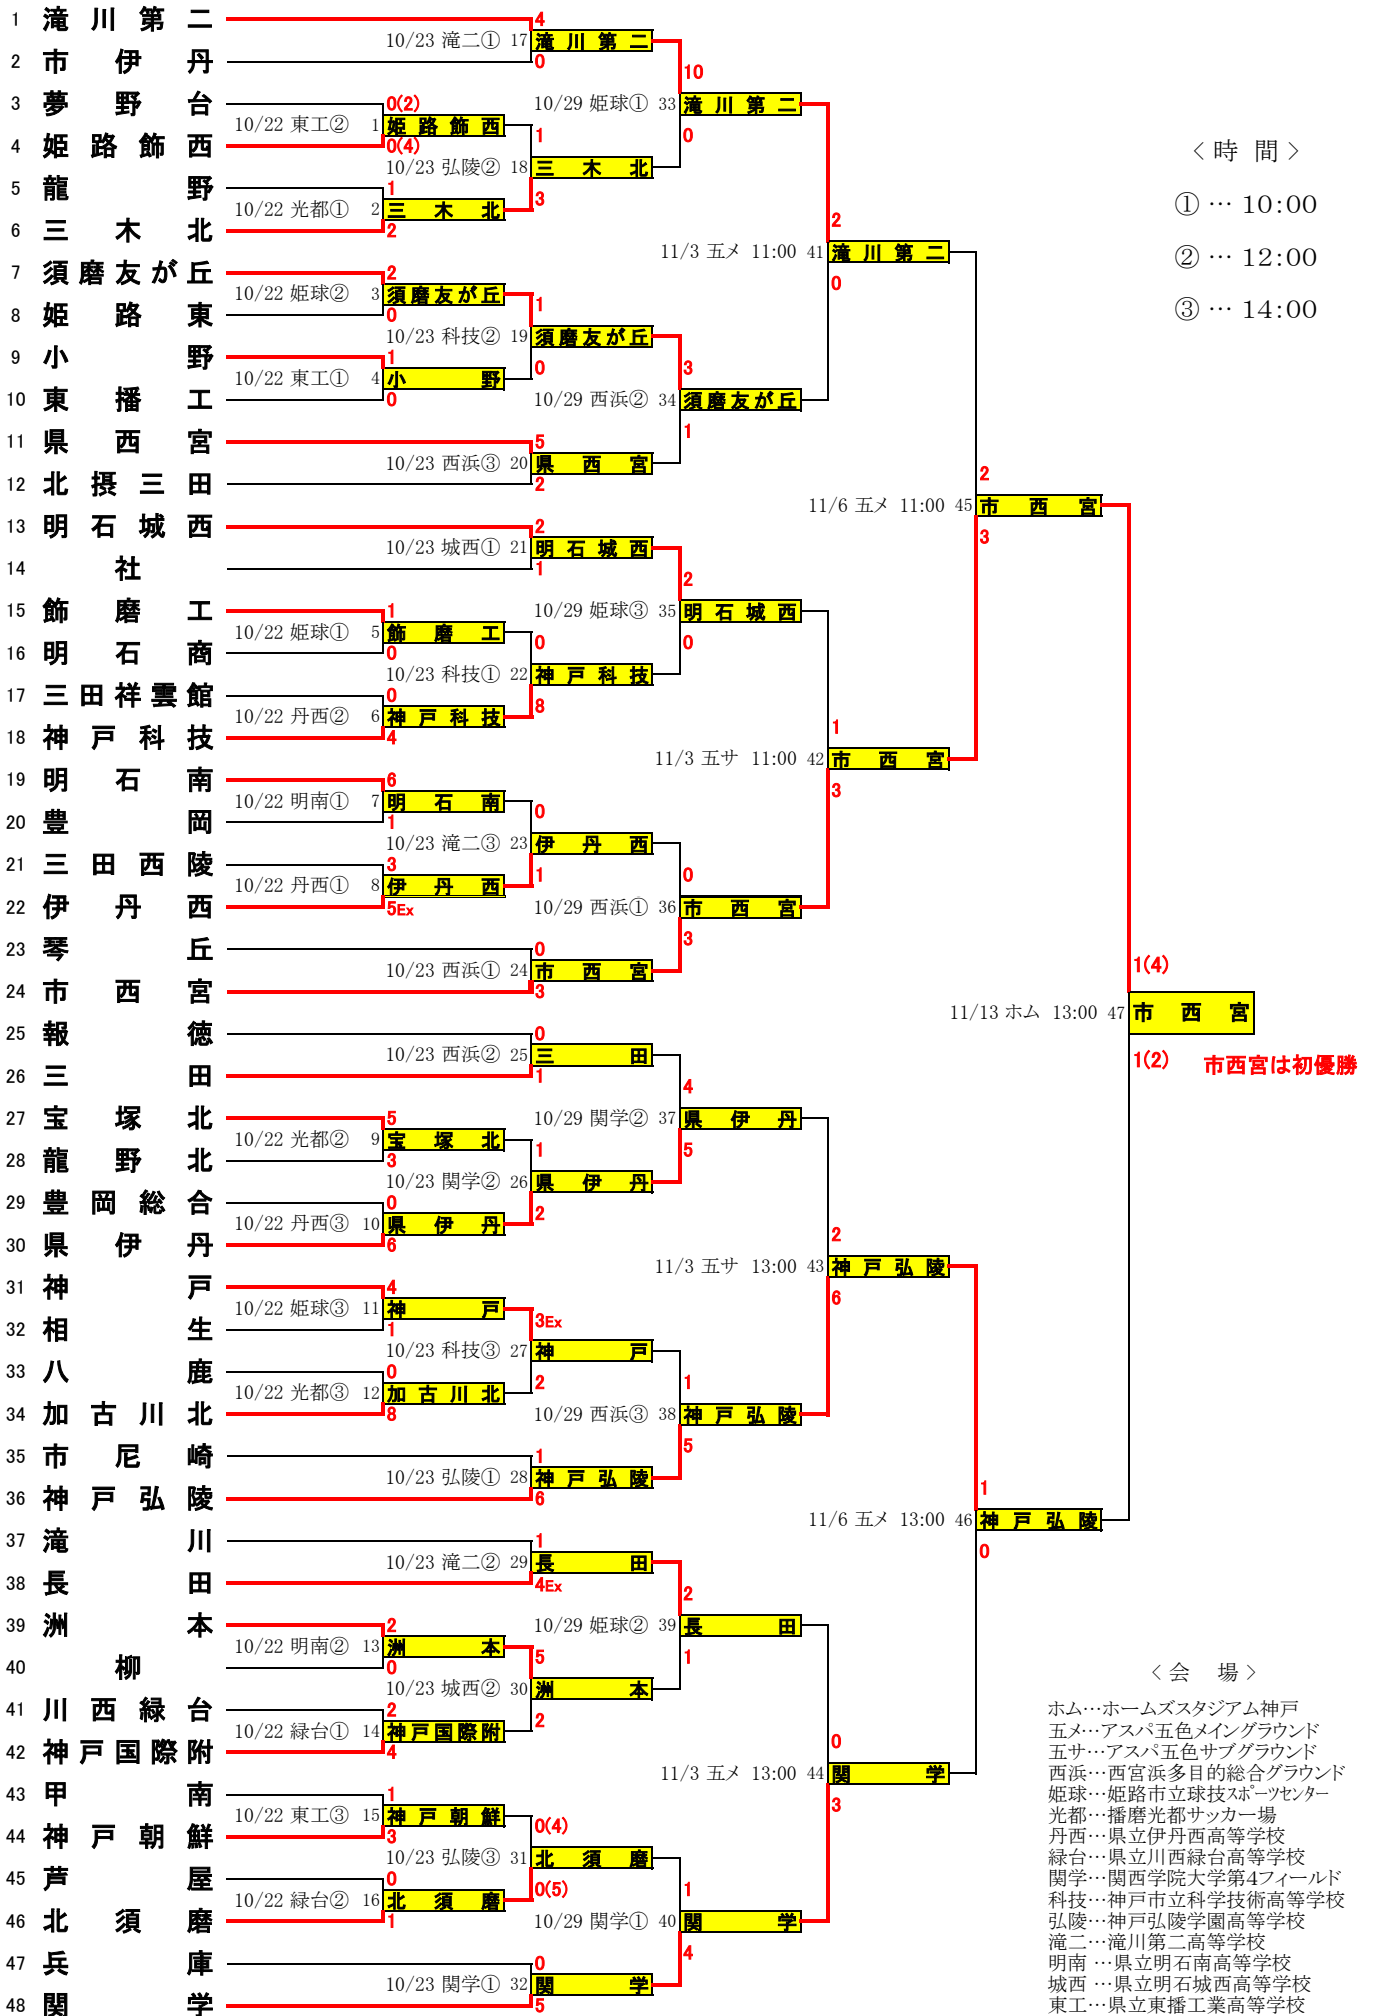 1 滝川第二
4
10/23 滝二① 17 滝川第二
2 市伊丹
0
10
3 夢野台
0(2)
10/29 姫球① 33 滝川第二
10/22 東工② 1 姫路飾西
1
0
4 姫路飾西
0(4)
10/23 弘陵② 18 三木北
5 龍野
1
3
10/22 光都① 2 三木北
6 三木北
2
2
11/3 五メ 11:00 41 滝川第二
7 須磨友が丘
2
0
10/22 姫球② 3 須磨友が丘
1
8 姫路東
0
10/23 科技② 19 須磨友が丘
9 小野
1
0
3
10/22 東工① 4 小野
10 東播工
0
10/29 西浜② 34 須磨友が丘
11 県西宮
5
1
10/23 西浜③ 20 県西宮
12 北摂三田
2
2
11/6 五メ 11:00 45 市西宮
13 明石城西
2
3
10/23 城西① 21 明石城西
14 社
1
2
15 飾磨工
1
10/29 姫球③ 35 明石城西
10/22 姫球① 5 飾磨工
0
0
16 明石商
0
10/23 科技① 22 神戸科技
17 三田祥雲館
0
8
10/22 丹西② 6 神戸科技
18 神戸科技
4
1
11/3 五サ 11:00 42 市西宮
19 明石南
6
3
10/22 明南① 7 明石南
0
20 豊岡
1
10/23 滝二③ 23 伊丹西
21 三田西陵
3
1
0
10/22 丹西① 8 伊丹西
22 伊丹西
5Ex
10/29 西浜① 36 市西宮
23 琴丘
0
3
10/23 西浜① 24 市西宮
24 市西宮
3
1(4)
11/13 ホム 13:00 47 市西宮
25 報徳
0
1(2)
市西宮は初優勝
10/23 西浜② 25 三田
26 三田
1
4
27 宝塚北
5
10/29 関学② 37 県伊丹
10/22 光都② 9 宝塚北
1
5
28 龍野北
3
10/23 関学② 26 県伊丹
29 豊岡総合
0
2
10/22 丹西③ 10 県伊丹
30 県伊丹
6
2
11/3 五サ 13:00 43 神戸弘陵
31 神戸
4
6
10/22 姫球③ 11 神戸
3Ex
32 相生
1
10/23 科技③ 27 神戸
33 八鹿
0
2
1
10/22 光都③ 12 加古川北
34 加古川北
8
10/29 西浜③ 38 神戸弘陵
35 市尼崎
1
5
10/23 弘陵① 28 神戸弘陵
36 神戸弘陵
6
1
11/6 五メ 13:00 46 神戸弘陵
37 滝川
1
0
10/23 滝二② 29 長田
38 長田
4Ex
2
39 洲本
2
10/29 姫球② 39 長田
10/22 明南② 13 洲本
5
1
40 柳
0
10/23 城西② 30 洲本
41 川西緑台
2
2
10/22 緑台① 14 神戸国際附
42 神戸国際附
4
0
11/3 五メ 13:00 44 関学
43 甲南
1
3
10/22 東工③ 15 神戸朝鮮
0(4)
44 神戸朝鮮
3
10/23 弘陵③ 31 北須磨
45 芦屋
0
0(5)
1
10/22 緑台② 16 北須磨
46 北須磨
1
10/29 関学① 40 関学
47 兵庫
0
4
10/23 関学① 32 関学
48 関学
5
＜時 間＞
① … 10:00
② … 12:00
③ … 14:00
＜会 場＞
ホム…ホームズスタジアム神戸
五メ…アスパ五色メイングラウンド
五サ…アスパ五色サブグラウンド
西浜…西宮浜多目的総合グラウンド
姫球…姫路市立球技スポーツセンター
光都…播磨光都サッカー場
丹西…県立伊丹西高等学校
緑台…県立川西緑台高等学校
関学…関西学院大学第4フィールド
科技…神戸市立科学技術高等学校
弘陵…神戸弘陵学園高等学校
滝二…滝川第二高等学校
明南…県立明石南高等学校
城西…県立明石城西高等学校
東工…県立東播工業高等学校